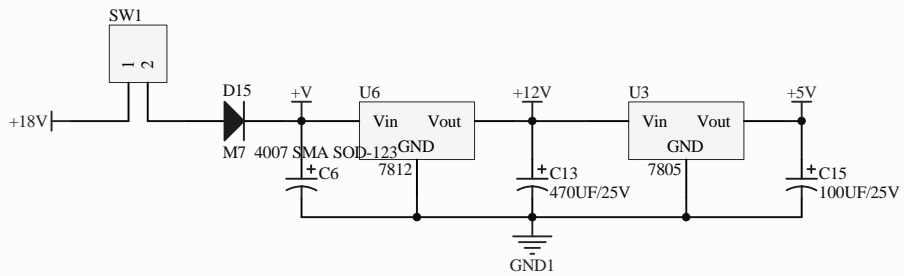 SW1
1
2
+18V
D15
M7 4007 SMA SOD-123
+V
C6
U6
Vin
Vout
GND
7812
+12V
C13
470UF/25V
U3
Vin
Vout
GND
7805
+5V
C15
100UF/25V
GND1